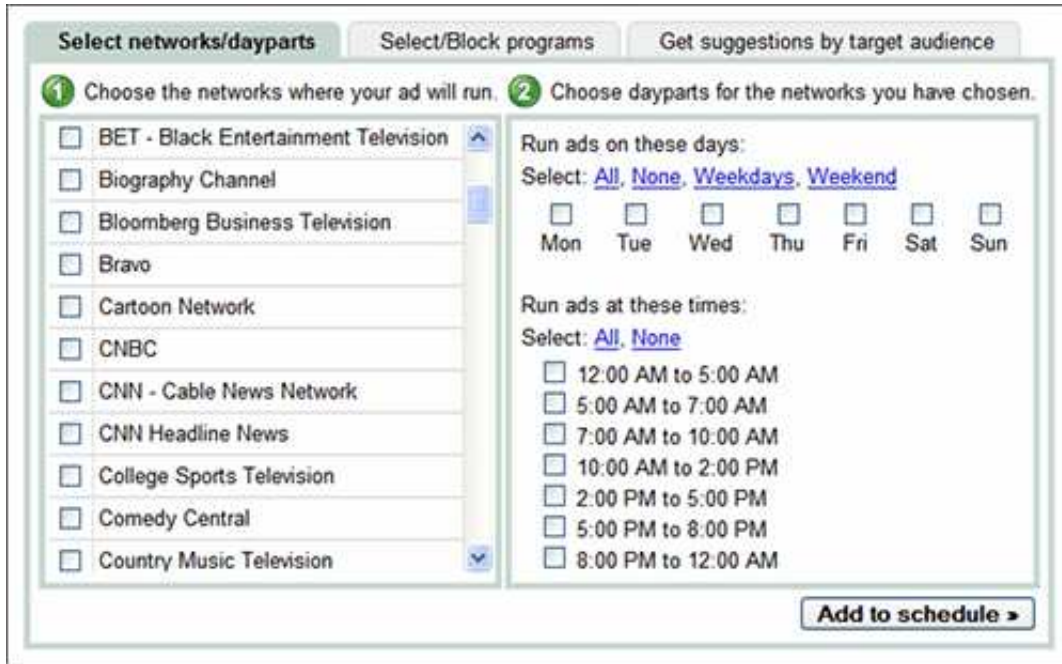 Select networks/dayparts
Select/Block programs
Get suggestions by target audience
1 Choose the networks where your ad will run.
BET - Black Entertainment Television
Biography Channel
Bloomberg Business Television
Bravo
Cartoon Network
CNBC
CNN - Cable News Network
CNN Headline News
College Sports Television
Comedy Central
Country Music Television
2 Choose dayparts for the networks you have chosen.
Run ads on these days:
Select: All, None, Weekdays, Weekend
Mon Tue Wed Thu Fri Sat Sun
Run ads at these times:
Select: All, None
12:00 AM to 5:00 AM
5:00 AM to 7:00 AM
7:00 AM to 10:00 AM
10:00 AM to 2:00 PM
2:00 PM to 5:00 PM
5:00 PM to 8:00 PM
8:00 PM to 12:00 AM
Add to schedule »